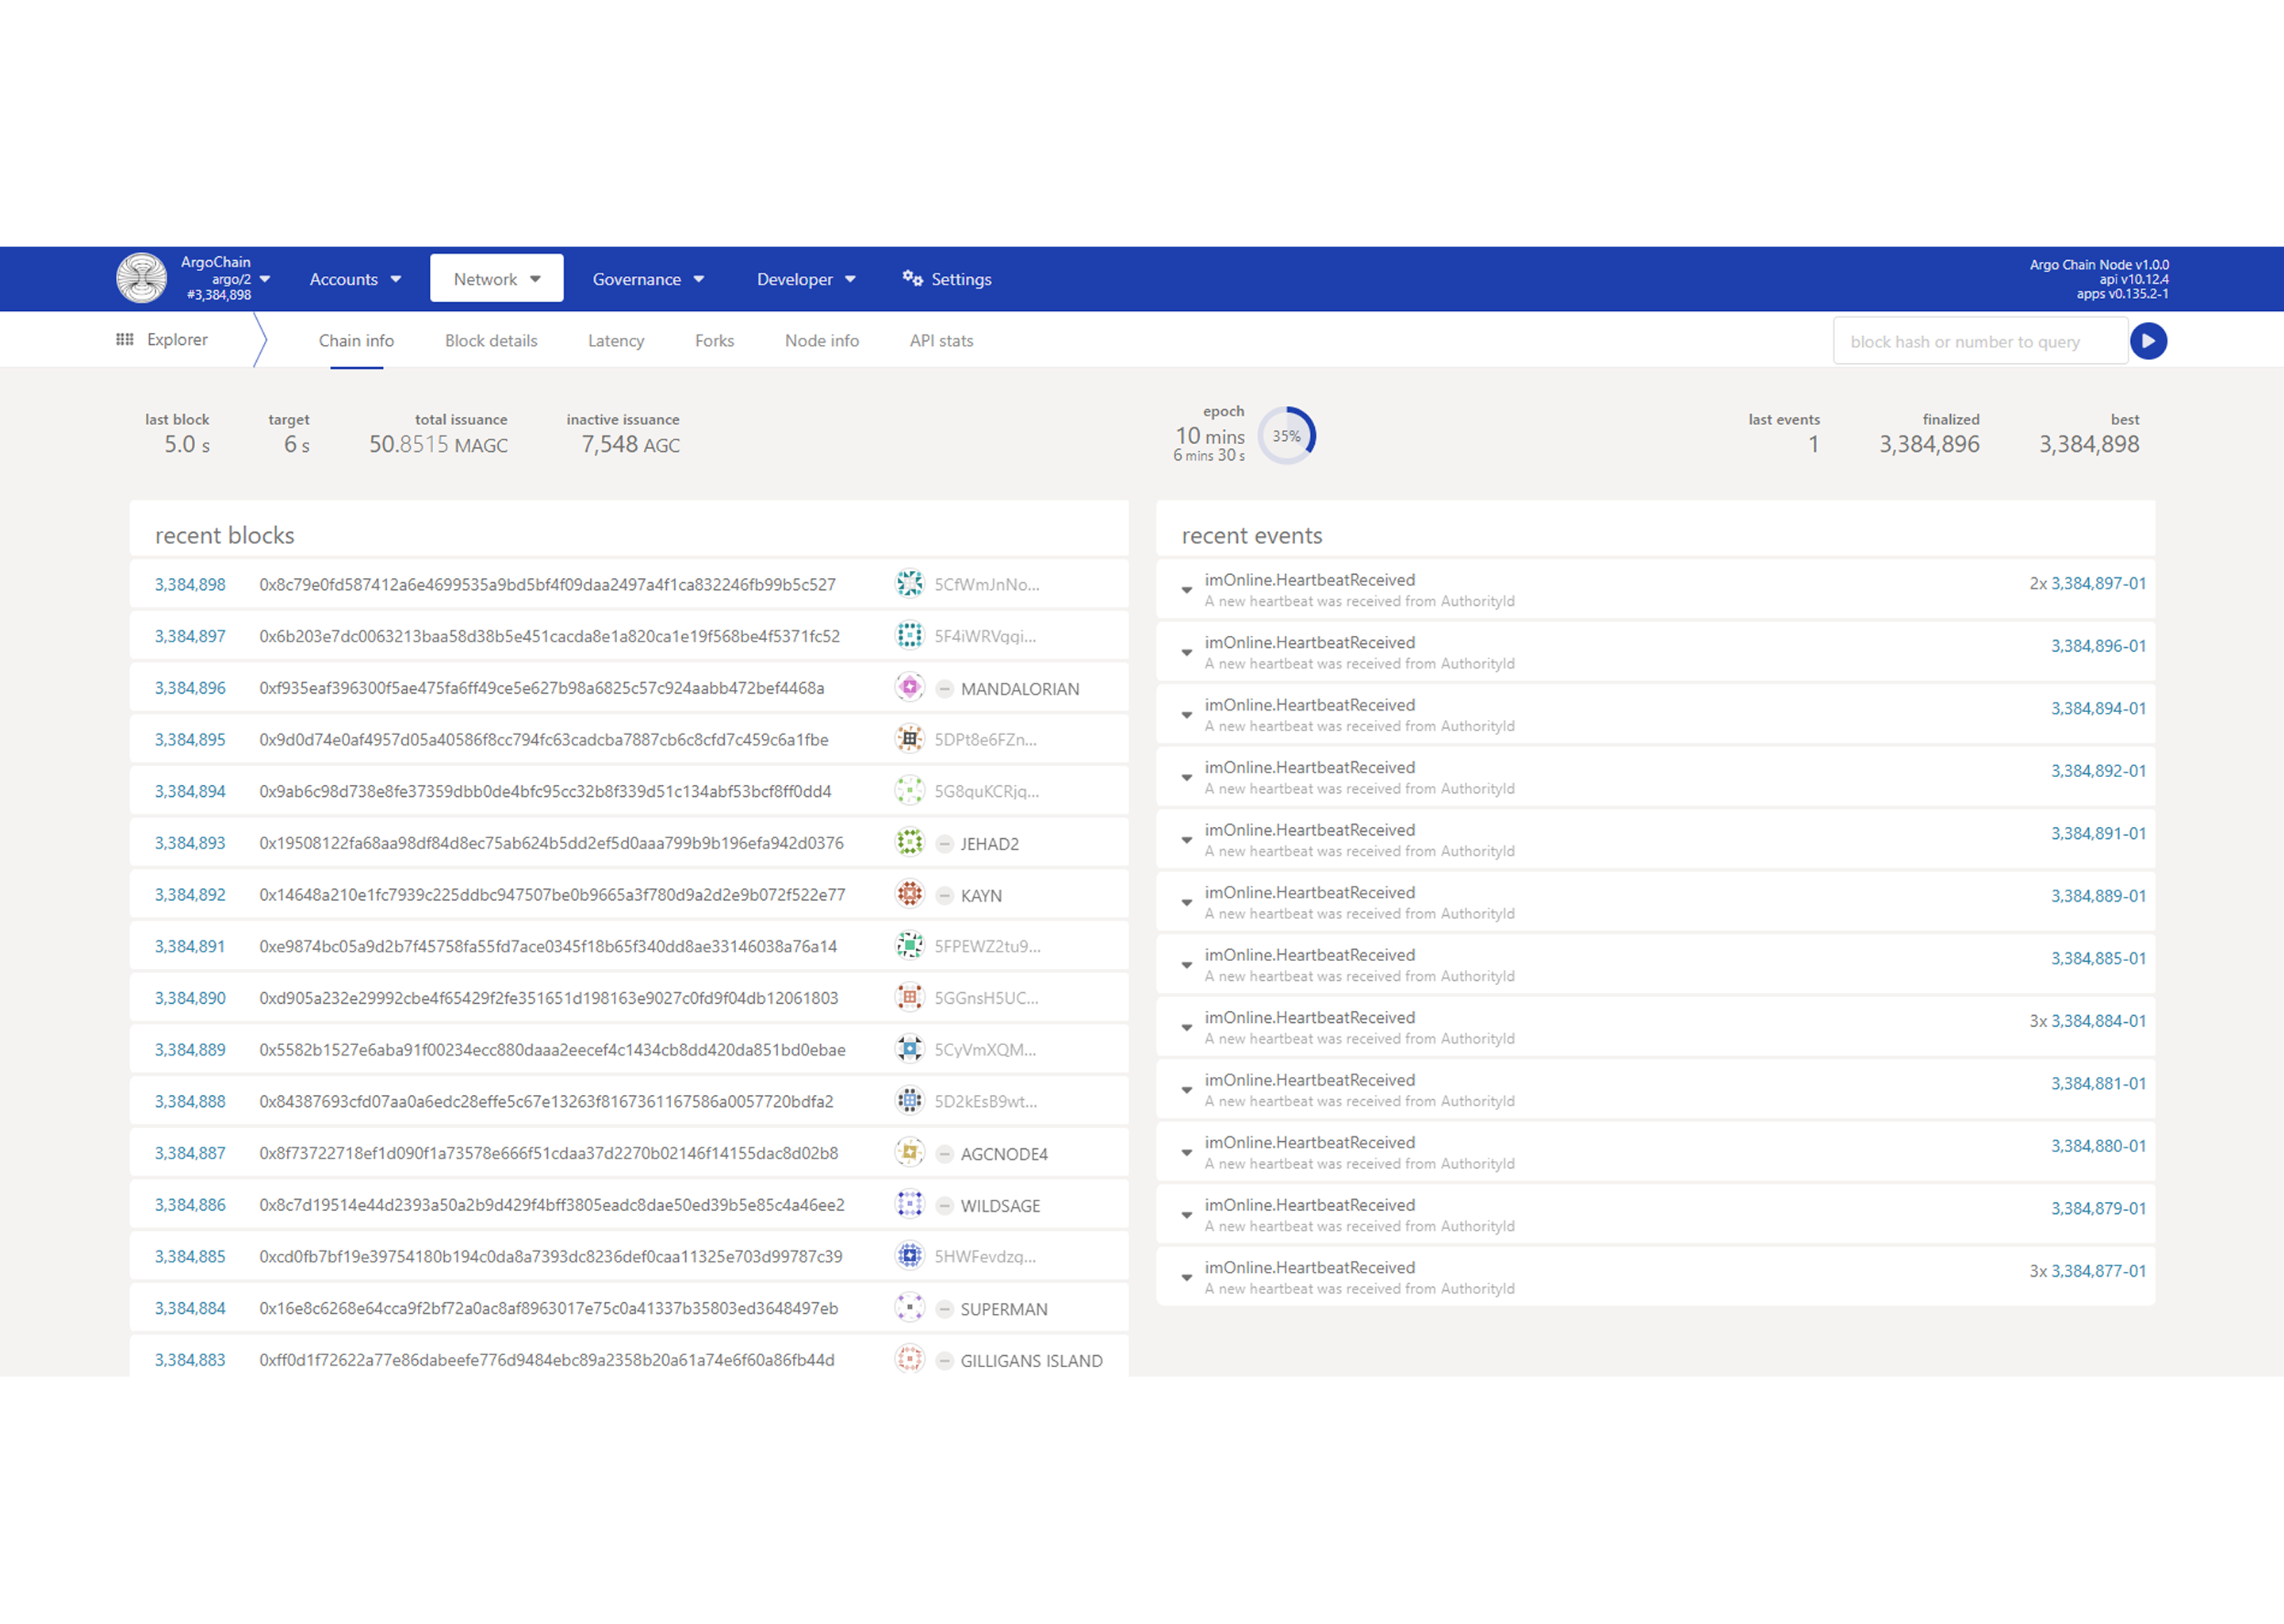 ArgoChain
argo/2
#3,384,898
Accounts
Network
Governance
Developer
Settings
Argo Chain Node v1.0.0
api v10.12.4
apps v0.135.2-1
Explorer
Chain info
Block details
Latency
Forks
Node info
API stats
block hash or number to query
last block
5.0 s
target
6 s
total issuance
50.8515 MAGC
inactive issuance
7,548 AGC
epoch
10 mins
6 mins 30 s
35%
last events
1
finalized
3,384,896
best
3,384,898
recent blocks
3,384,898 0x8c79e0fd587412a6e4699535a9bd5bf4f09daa2497a4f1ca832246fb99b5c527 5CfWmJnNo...
3,384,897 0x6b203e7dc0063213baa58d38b5e451cacda8e1a820ca1e19f568be4f5371fc52 5F4iWRVqqi...
3,384,896 0xf935eaf396300f5ae475fa6ff49ce5e627b98a6825c57c924aabb472bef4468a MANDALORIAN
3,384,895 0x9d0d74e0af4957d05a40586f8cc794fc63cadcba7887cb6c8cfd7c459c6a1fbe 5DPt8e6FZn...
3,384,894 0x9ab6c98d738e8fe37359dbb0de4bfc95cc32b8f339d51c134abf53bcf8ff0dd4 5G8quKCRjq...
3,384,893 0x19508122fa68aa98df84d8ec75ab624b5dd2ef5d0aaa799b9b196efa942d0376 JEHAD2
3,384,892 0x14648a210e1fc7939c225ddbc947507be0b9665a3f780d9a2d2e9b072f522e77 KAYN
3,384,891 0xe9874bc05a9d2b7f45758fa55fd7ace0345f18b65f340dd8ae33146038a76a14 5FPEWZ2tu9...
3,384,890 0xd905a232e29992cbe4f65429f2fe351651d198163e9027c0fd9f04db12061803 5GGnsH5UC...
3,384,889 0x5582b1527e6aba91f00234ecc880daaa2eecef4c1434cb8dd420da851bd0ebae 5CyVmXQM...
3,384,888 0x84387693cfd07aa0a6edc28effe5c67e13263f8167361167586a0057720bdfa2 5D2kEsB9wt...
3,384,887 0x8f73722718ef1d090f1a73578e666f51cdaa37d2270b02146f14155dac8d02b8 AGCNODE4
3,384,886 0x8c7d19514e44d2393a50a2b9d429f4bff3805eadc8dae50ed39b5e85c4a46ee2 WILDSAGE
3,384,885 0xcd0fb7bf19e39754180b194c0da8a7393dc8236def0caa11325e703d99787c39 5HWFevdzq...
3,384,884 0x16e8c6268e64cca9f2bf72a0ac8af8963017e75c0a41337b35803ed3648497eb SUPERMAN
3,384,883 0xff0d1f72622a77e86dabeefe776d9484ebc89a2358b20a61a74e6f60a86fb44d GILLIGANS ISLAND
recent events
imOnline.HeartbeatReceived 2x 3,384,897-01
A new heartbeat was received from AuthorityId
imOnline.HeartbeatReceived 3,384,896-01
A new heartbeat was received from AuthorityId
imOnline.HeartbeatReceived 3,384,894-01
A new heartbeat was received from AuthorityId
imOnline.HeartbeatReceived 3,384,892-01
A new heartbeat was received from AuthorityId
imOnline.HeartbeatReceived 3,384,891-01
A new heartbeat was received from AuthorityId
imOnline.HeartbeatReceived 3,384,889-01
A new heartbeat was received from AuthorityId
imOnline.HeartbeatReceived 3,384,885-01
A new heartbeat was received from AuthorityId
imOnline.HeartbeatReceived 3x 3,384,884-01
A new heartbeat was received from AuthorityId
imOnline.HeartbeatReceived 3,384,881-01
A new heartbeat was received from AuthorityId
imOnline.HeartbeatReceived 3,384,880-01
A new heartbeat was received from AuthorityId
imOnline.HeartbeatReceived 3,384,879-01
A new heartbeat was received from AuthorityId
imOnline.HeartbeatReceived 3x 3,384,877-01
A new heartbeat was received from AuthorityId